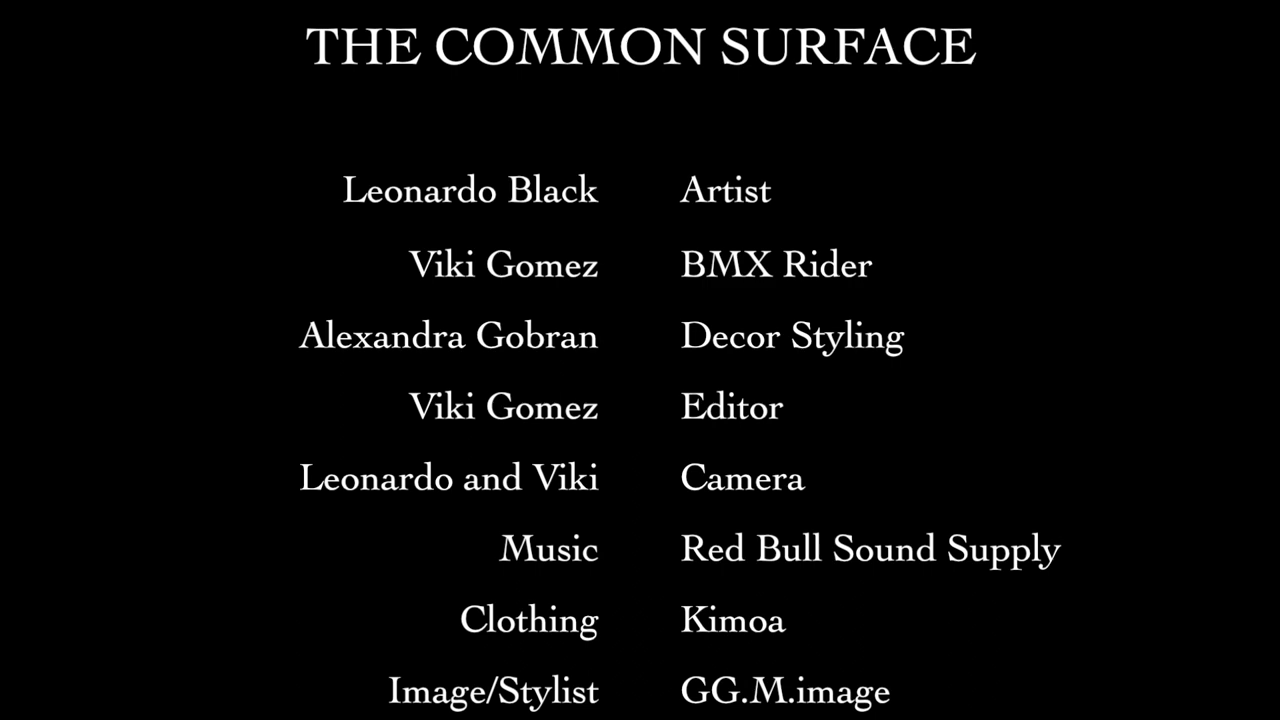 THE COMMON SURFACE
Leonardo Black Artist
Viki Gomez BMX Rider
Alexandra Gobran Decor Styling
Viki Gomez Editor
Leonardo and Viki Camera
Music Red Bull Sound Supply
Clothing Kimoa
Image/Stylist GG.M.image